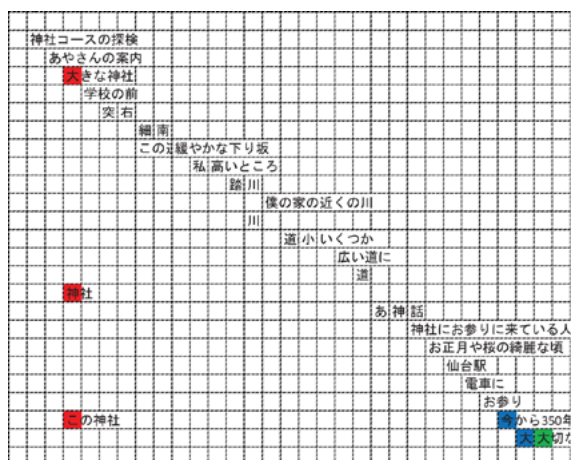 神社コースの探検
あやさんの案内
大きな神社
学校の前
突 右
細 南
この道緩やかな下り坂
私 高いところ
踏 川
僕の家の近くの川
川
道 小 いくつか
広い道に
道
神社
あ 神 話
神社にお参りに来ている人
お正月や桜の綺麗な頃
仙台駅
電車に
お参り
この神社 今から350年
大 大切な